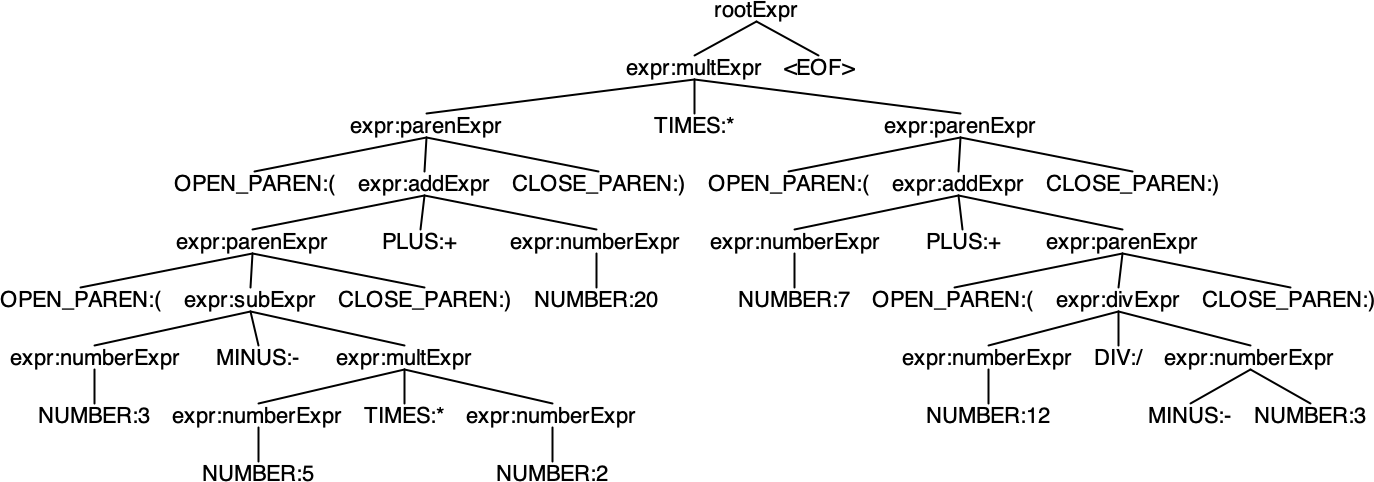 rootExpr
expr:multExpr <EOF>
expr:parenExpr TIMES:* expr:parenExpr
OPEN_PAREN:( expr:addExpr CLOSE_PAREN:) OPEN_PAREN:( expr:addExpr CLOSE_PAREN:)
expr:parenExpr PLUS:+ expr:numberExpr expr:numberExpr PLUS:+ expr:parenExpr
OPEN_PAREN:( expr:subExpr CLOSE_PAREN:) NUMBER:20 NUMBER:7 OPEN_PAREN:( expr:divExpr CLOSE_PAREN:)
expr:numberExpr MINUS:- expr:multExpr expr:numberExpr DIV:/ expr:numberExpr
NUMBER:3 expr:numberExpr TIMES:* expr:numberExpr NUMBER:12 MINUS:- NUMBER:3
NUMBER:5 NUMBER:2